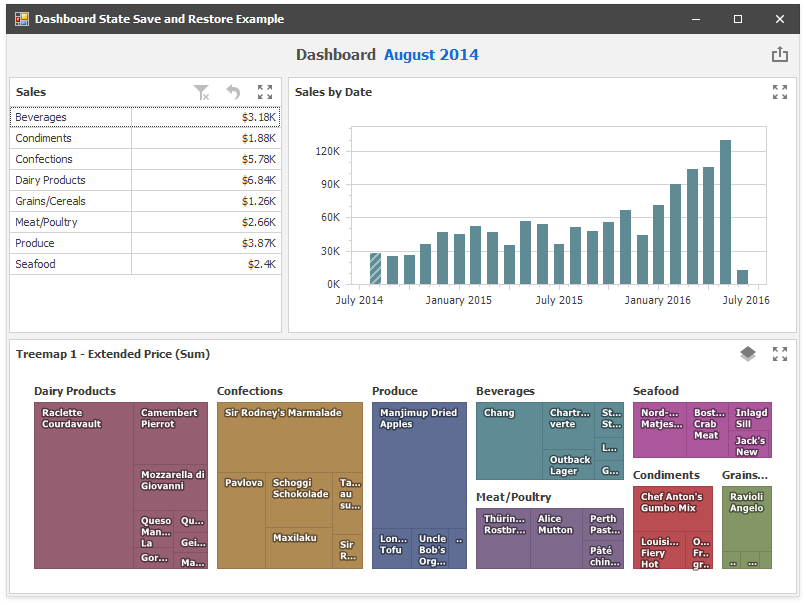 Dashboard State Save and Restore Example
Dashboard August 2014
Sales
Beverages $3.18K
Condiments $1.88K
Confections $5.78K
Dairy Products $6.84K
Grains/Cereals $1.26K
Meat/Poultry $2.66K
Produce $3.87K
Seafood $2.4K
Sales by Date
120K
90K
60K
30K
0K
July 2014 January 2015 July 2015 January 2016 July 2016
Treemap 1 - Extended Price (Sum)
Dairy Products
Raclette
Courdavault
Camembert
Pierrot
Mozzarella di
Giovanni
Queso
Man...
La
Gor...
Qu...
Gei...
Ma...
Confections
Sir Rodney's Marmalade
Pavlova
Schoggi
Schokolade
Maxilaku
Ta...
au
su...
Sir
R...
Produce
Manjimup Dried
Apples
Lon...
Tofu
Uncle
Bob's
Org...
..
Beverages
Chang
Chartr...
verte
Outback
Lager
St...
St...
L...
G...
Meat/Poultry
Thürin...
Rostbr...
Alice
Mutton
Perth
Past...
Pâté
chin...
Seafood
Nord-...
Matjes...
Bost...
Crab
Meat
Inlagd
Sill
Jack's
New
Condiments
Chef Anton's
Gumbo Mix
Louisi...
Fiery
Hot
O...
Fr...
gr...
Grains...
Ravioli
Angelo
..
...